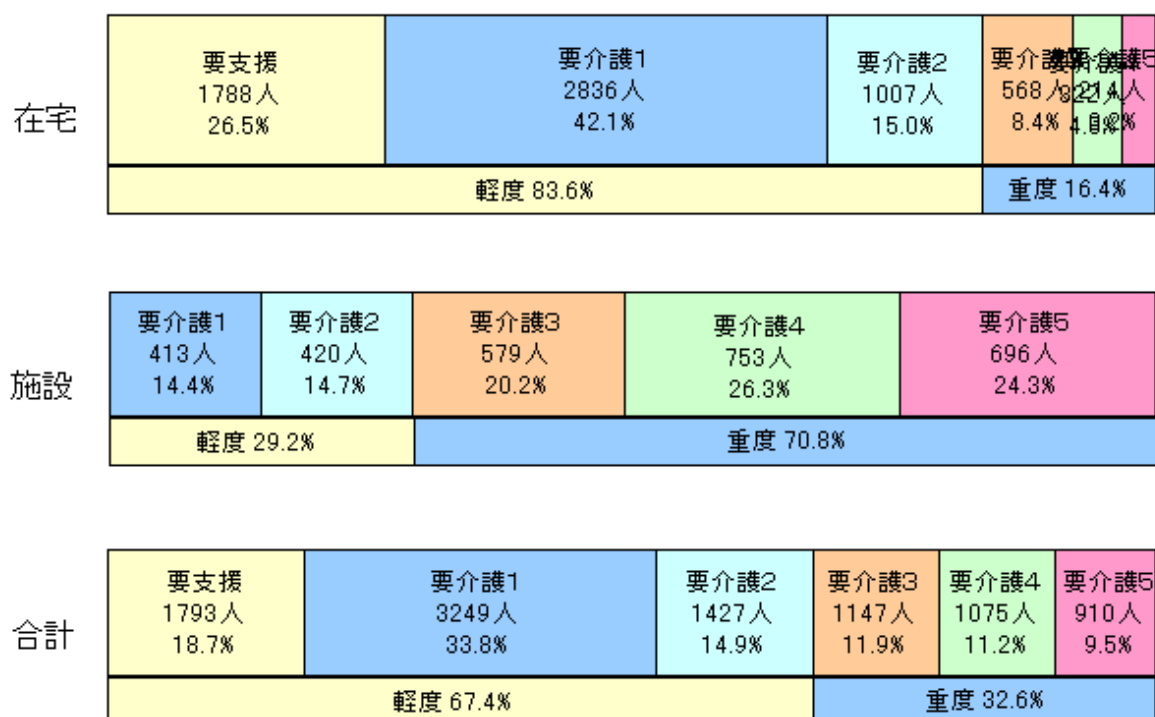 在宅
要支援
1788人
26.5%
要介護1
2836人
42.1%
要介護2
1007人
15.0%
568人
8.4%
要介護5
214人
軽度 83.6%
重度 16.4%
施設
要介護1
413人
14.4%
要介護2
420人
14.7%
要介護3
579人
20.2%
要介護4
753人
26.3%
要介護5
696人
24.3%
軽度 29.2%
重度 70.8%
合計
要支援
1793人
18.7%
要介護1
3249人
33.8%
要介護2
1427人
14.9%
要介護3
1147人
11.9%
要介護4
1075人
11.2%
要介護5
910人
9.5%
軽度 67.4%
重度 32.6%